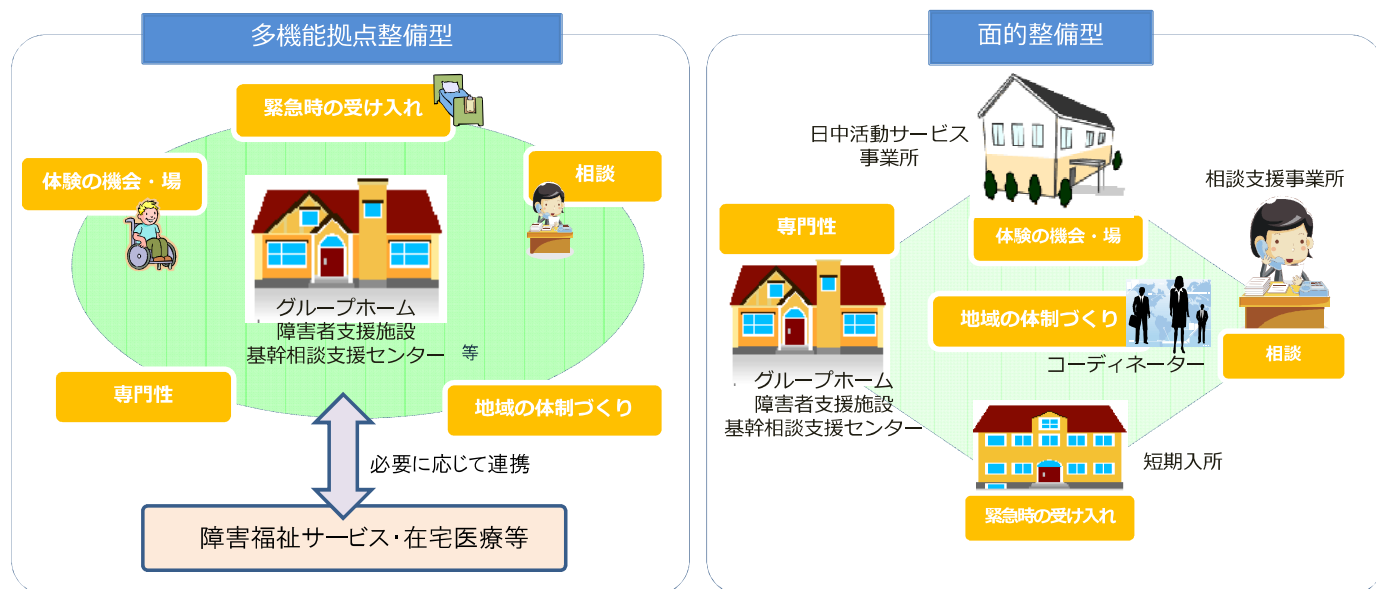 多機能拠点整備型
緊急時の受け入れ
体験の機会・場
相談
グループホーム
障害者支援施設
基幹相談支援センター 等
専門性
地域の体制づくり
必要に応じて連携
障害福祉サービス・在宅医療等
面的整備型
日中活動サービス
事業所
相談支援事業所
専門性
体験の機会・場
地域の体制づくり
コーディネーター
相談
グループホーム
障害者支援施設
基幹相談支援センター
短期入所
緊急時の受け入れ